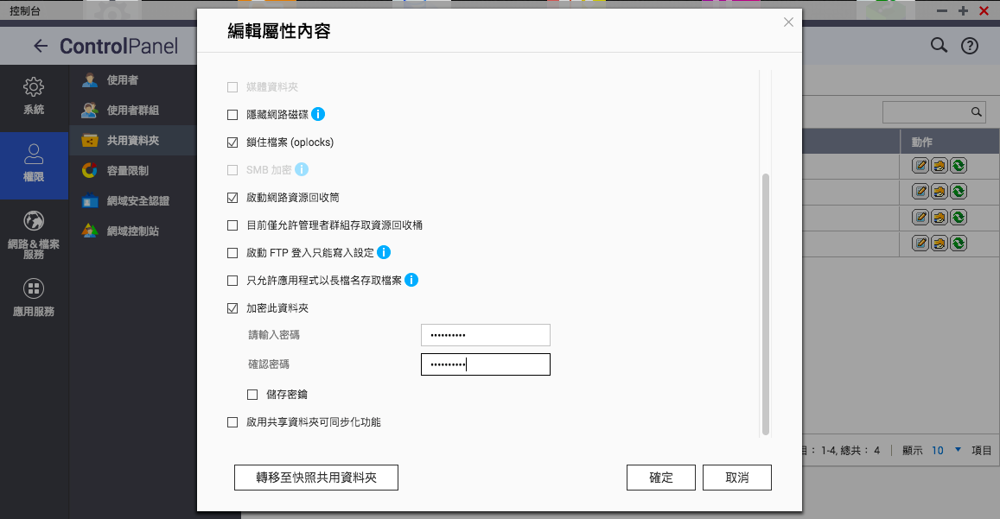 控制台
ControlPanel
系統
權限
網路&檔案
服務
應用服務
使用者
使用者群組
共用資料夾
容量限制
網域安全認證
網域控制站
編輯屬性內容
媒體資料夾
隱藏網路磁碟
鎖住檔案 (oplocks)
SMB 加密
啟動網路資源回收筒
目前僅允許管理者群組存取資源回收桶
啟動 FTP 登入只能寫入設定
只允許應用程式以長檔名存取檔案
加密此資料夾
請輸入密碼 ••••••••••
確認密碼 ••••••••••
儲存密鑰
啟用共享資料夾可同步化功能
轉移至快照共用資料夾
確定
取消
動作
目: 1-4, 總共: 4 | 顯示 10 項目